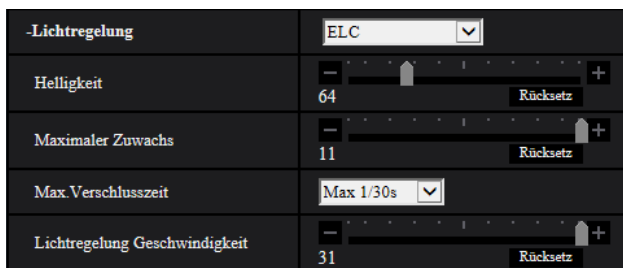 -Lichtregelung ELC
Helligkeit
64 Rücksetz
Maximaler Zuwachs
11 Rücksetz
Max.Verschlusszeit Max 1/30s
Lichtregelung Geschwindigkeit
31 Rücksetz